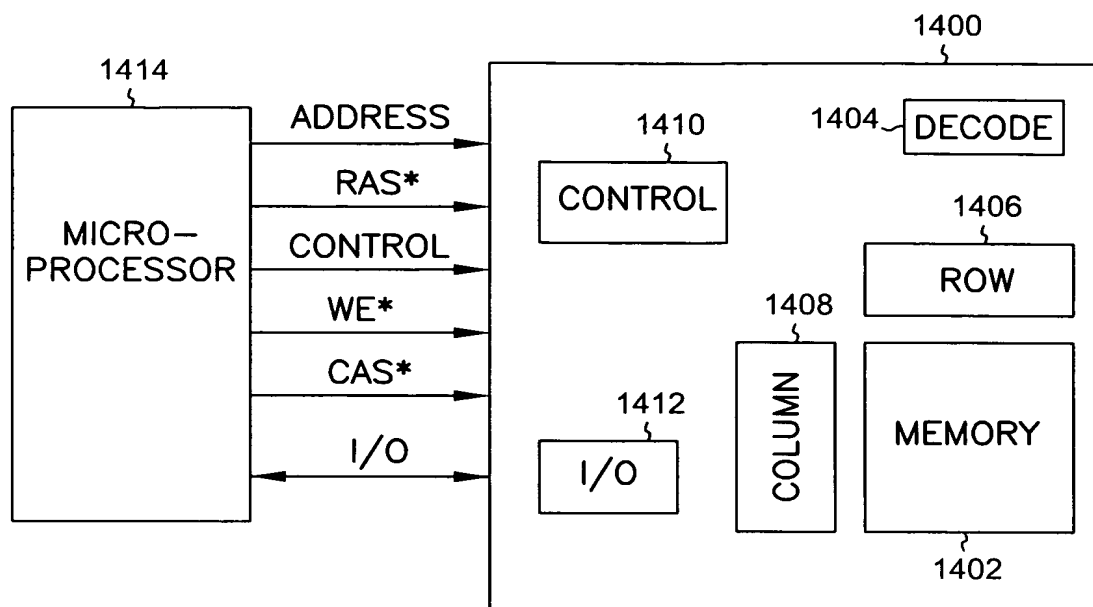 1400
1414
ADDRESS
1404
DECODE
1410
RAS*
CONTROL
1406
MICRO-
PROCESSOR
CONTROL
ROW
1408
WE*
CAS*
COLUMN
MEMORY
1412
I/O
I/O
1402